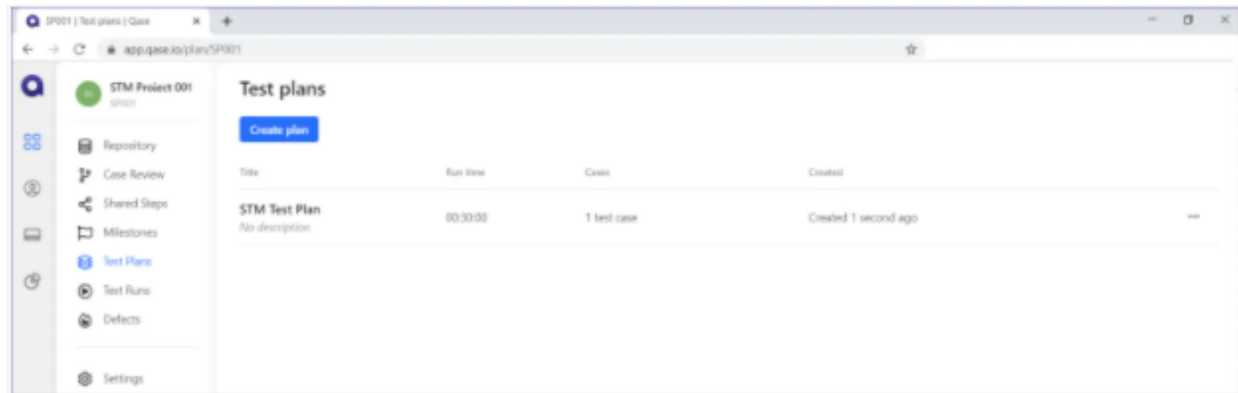 SP001 | Test plans | Qase
app.qase.io/plan/SP001
STM Project 001
SP001
Repository
Case Review
Shared Steps
Milestones
Test Plans
Test Runs
Defects
Settings
Test plans
Create plan
Title Run time Cases Created
STM Test Plan 00:30:00 1 test case Created 1 second ago
No description